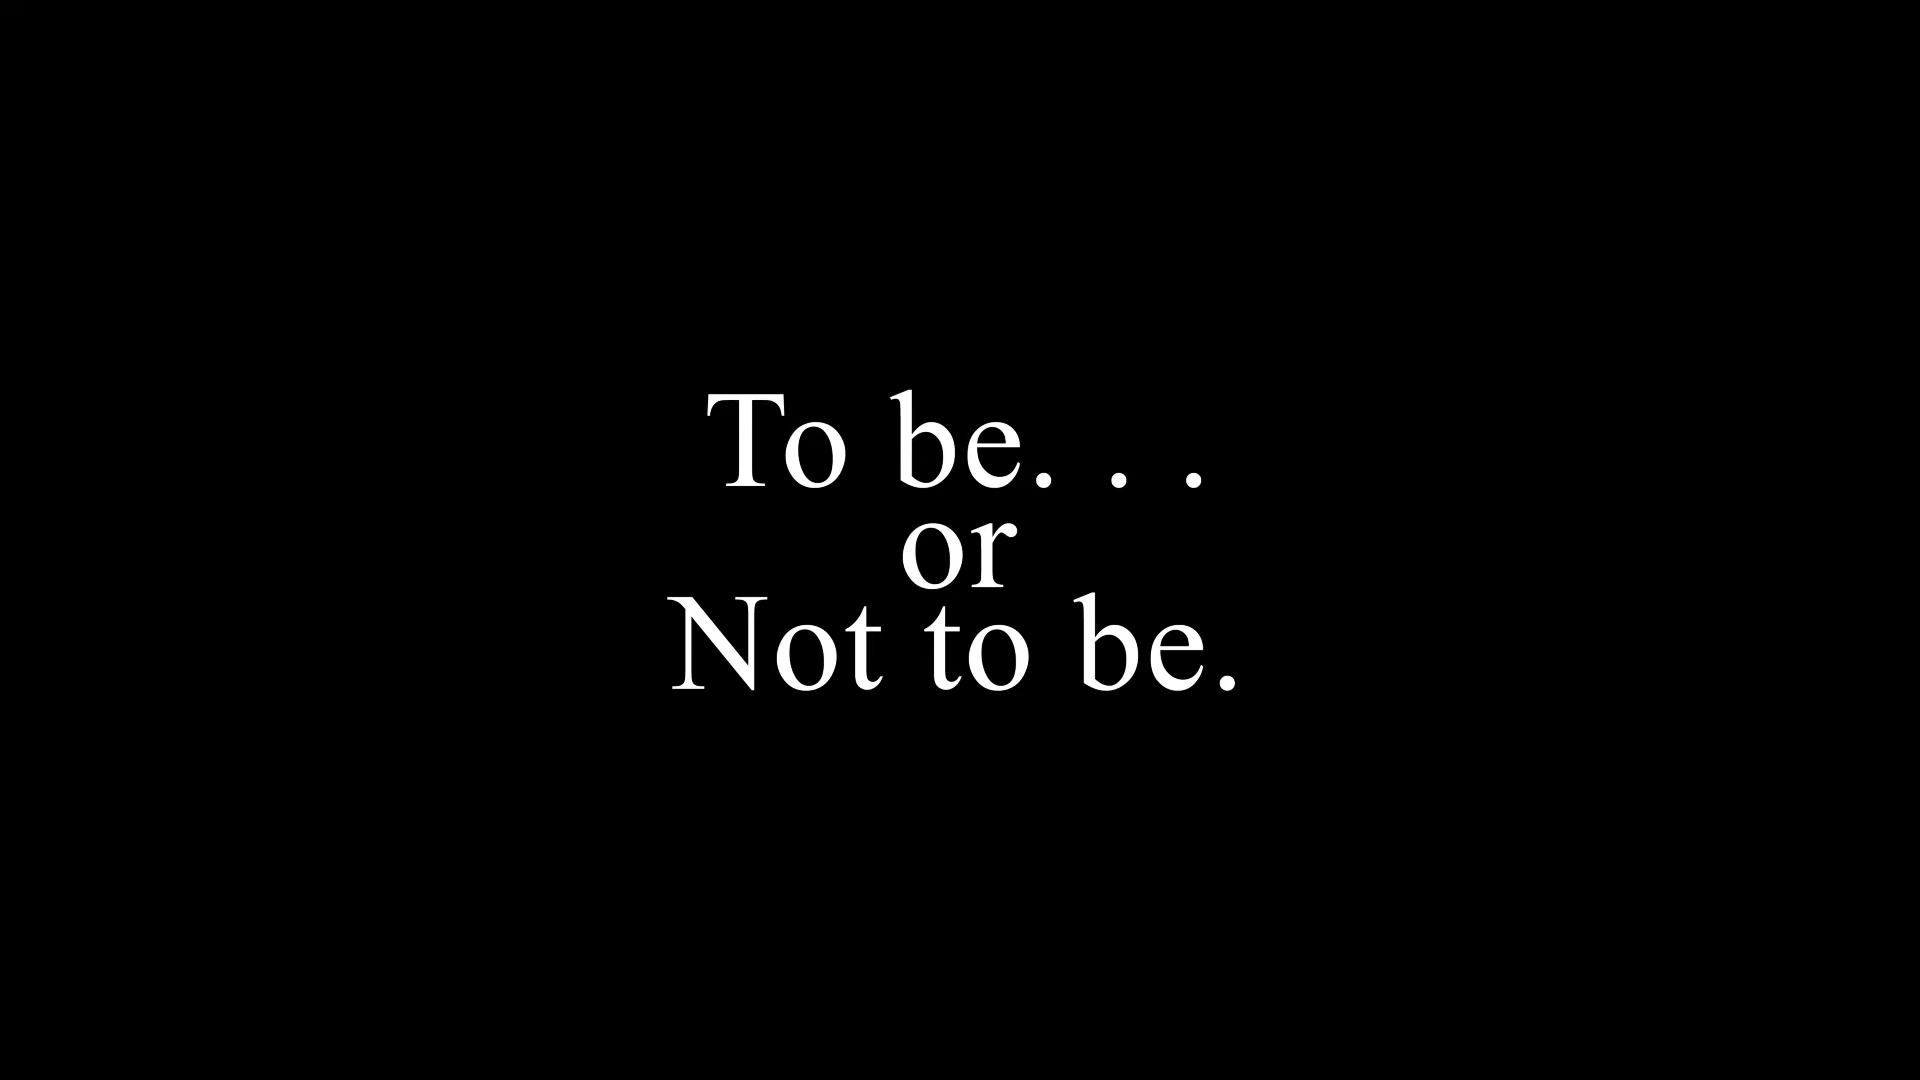 To be. . .
or
Not to be.